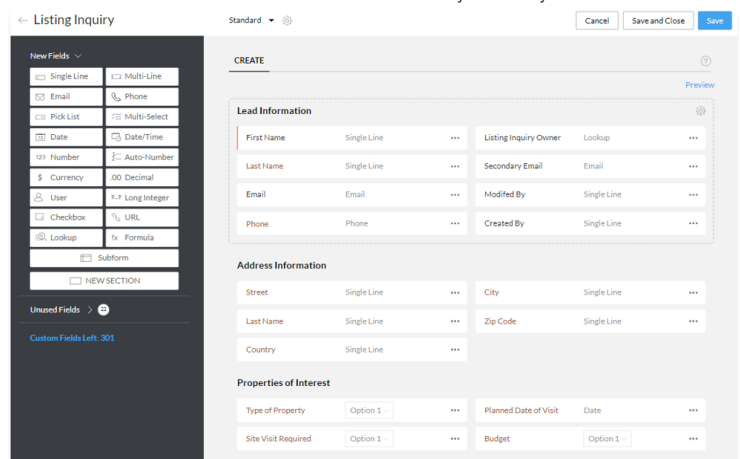 ← Listing Inquiry
Standard
Cancel
Save and Close
Save
New Fields
Single Line
Multi-Line
Email
Phone
Pick List
Multi-Select
Date
Date/Time
123 Number
Auto-Number
$ Currency
.00 Decimal
User
Long Integer
Checkbox
URL
Lookup
fx Formula
Subform
NEW SECTION
Unused Fields
Custom Fields Left: 301
CREATE
?
Preview
Lead Information
First Name Single Line •••
Listing Inquiry Owner Lookup •••
Last Name Single Line •••
Secondary Email Email •••
Email Email •••
Modifed By Single Line •••
Phone Phone •••
Created By Single Line •••
Address Information
Street Single Line •••
City Single Line •••
Last Name Single Line •••
Zip Code Single Line •••
Country Single Line •••
Properties of Interest
Type of Property Option 1 •••
Planned Date of Visit Date •••
Site Visit Required Option 1 •••
Budget Option 1 •••